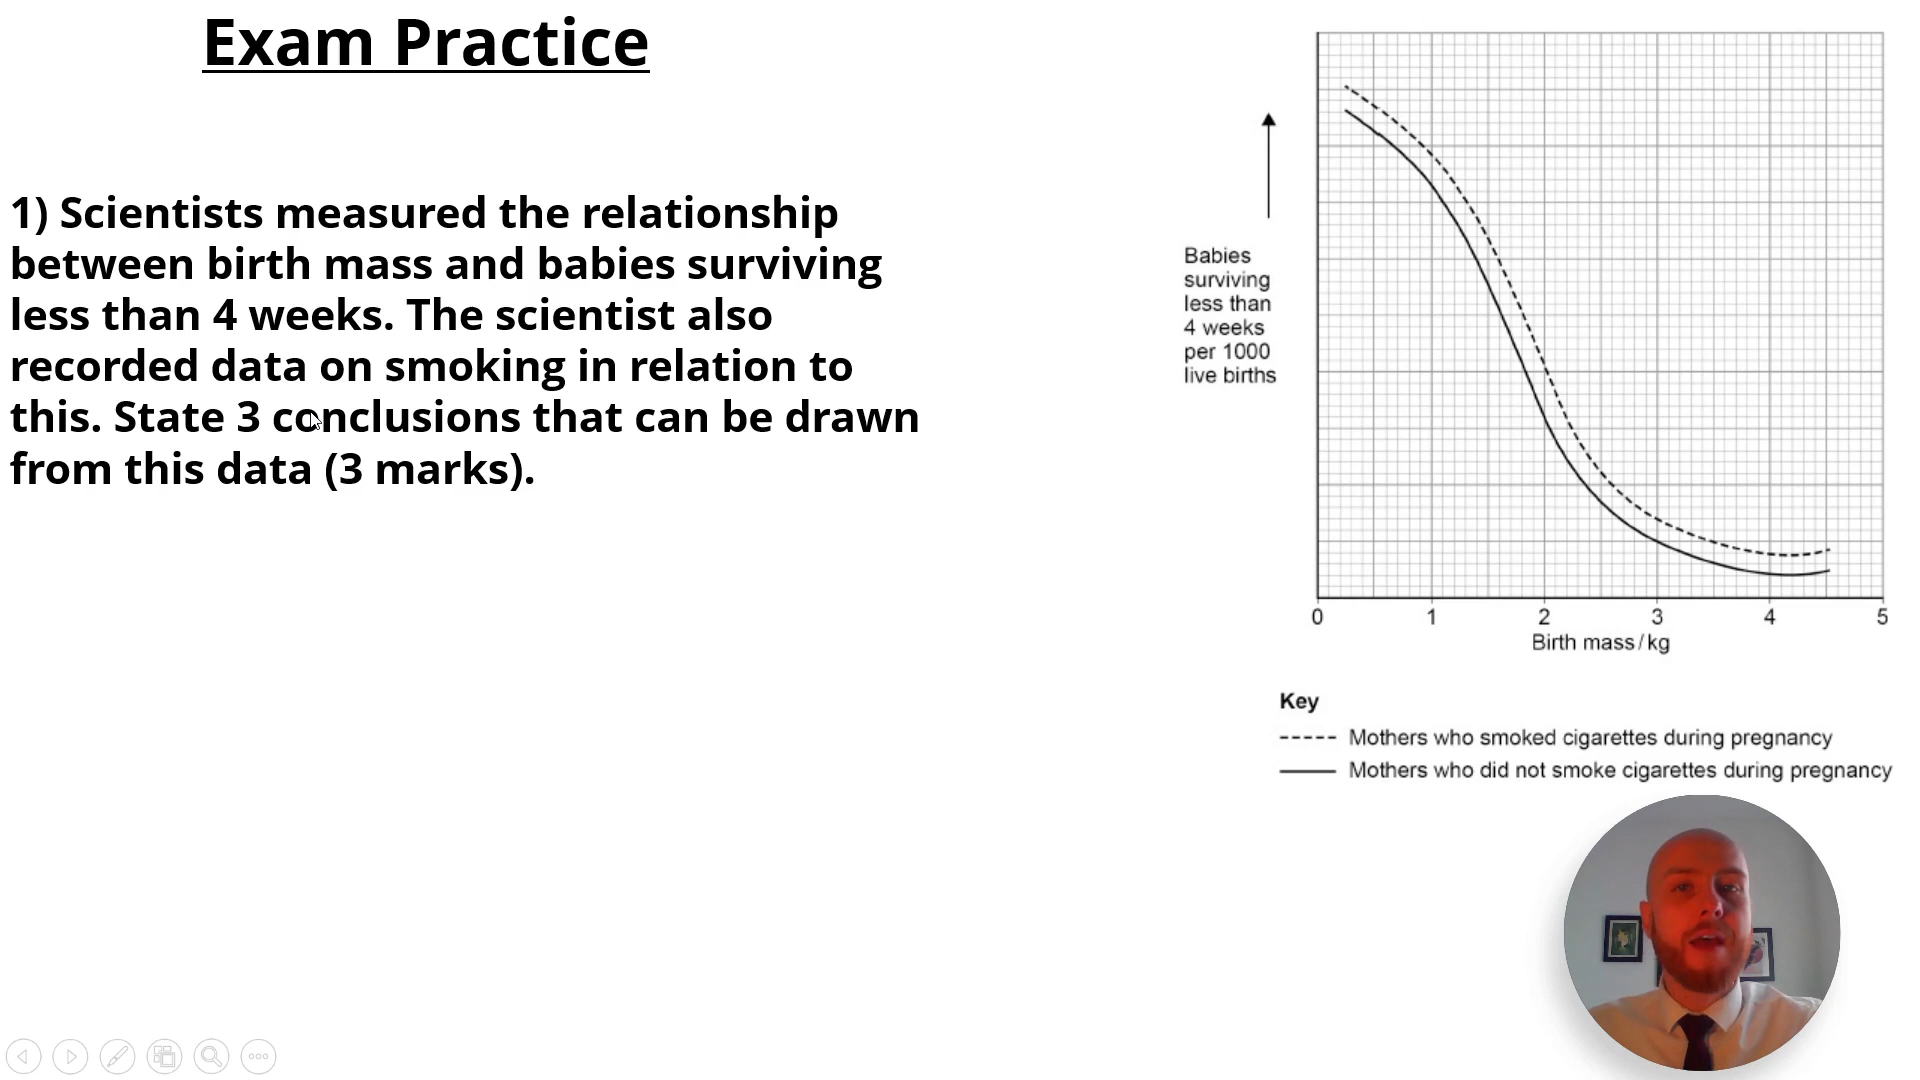 Exam Practice
1) Scientists measured the relationship
between birth mass and babies surviving
less than 4 weeks. The scientist also
recorded data on smoking in relation to
this. State 3 conclusions that can be drawn
from this data (3 marks).
Babies
surviving
less than
4 weeks
per 1000
live births
0 1 2 3 4 5
Birth mass/kg
Key
Mothers who smoked cigarettes during pregnancy
Mothers who did not smoke cigarettes during pregnancy